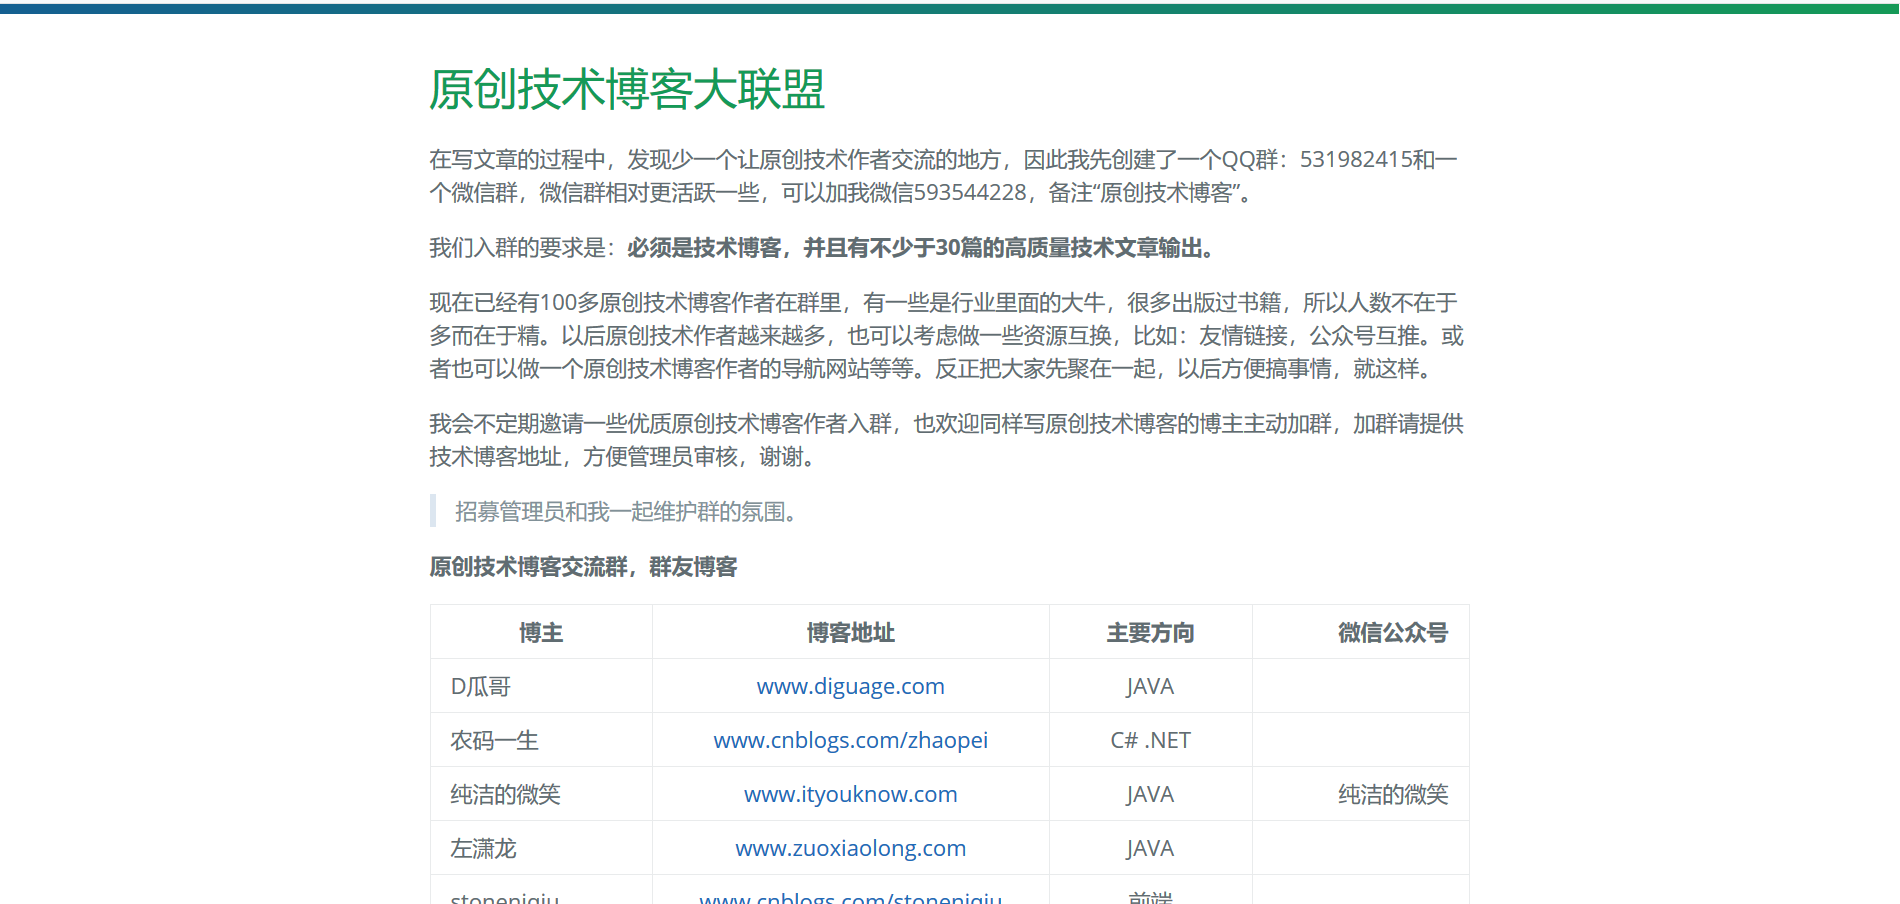 原创技术博客大联盟
在写文章的过程中，发现少一个让原创技术作者交流的地方，因此我先创建了一个QQ群：531982415和一
个微信群，微信群相对更活跃一些，可以加我微信593544228，备注“原创技术博客”。
我们入群的要求是：必须是技术博客，并且有不少于30篇的高质量技术文章输出。
现在已经有100多原创技术博客作者在群里，有一些是行业里面的大牛，很多出版过书籍，所以人数不在于
多而在于精。以后原创技术作者越来越多，也可以考虑做一些资源互换，比如：友情链接，公众号互推。或
者也可以做一个原创技术博客作者的导航网站等等。反正把大家先聚在一起，以后方便搞事情，就这样。
我会不定期邀请一些优质原创技术博客作者入群，也欢迎同样写原创技术博客的博主主动加群，加群请提供
技术博客地址，方便管理员审核，谢谢。
招募管理员和我一起维护群的氛围。
原创技术博客交流群，群友博客
博主 博客地址 主要方向 微信公众号
D瓜哥 www.diguage.com JAVA
农码一生 www.cnblogs.com/zhaopei C# .NET
纯洁的微笑 www.ityouknow.com JAVA 纯洁的微笑
左潇龙 www.zuoxiaolong.com JAVA
stoneniqiu www.cnblogs.com/stoneniqiu 前端